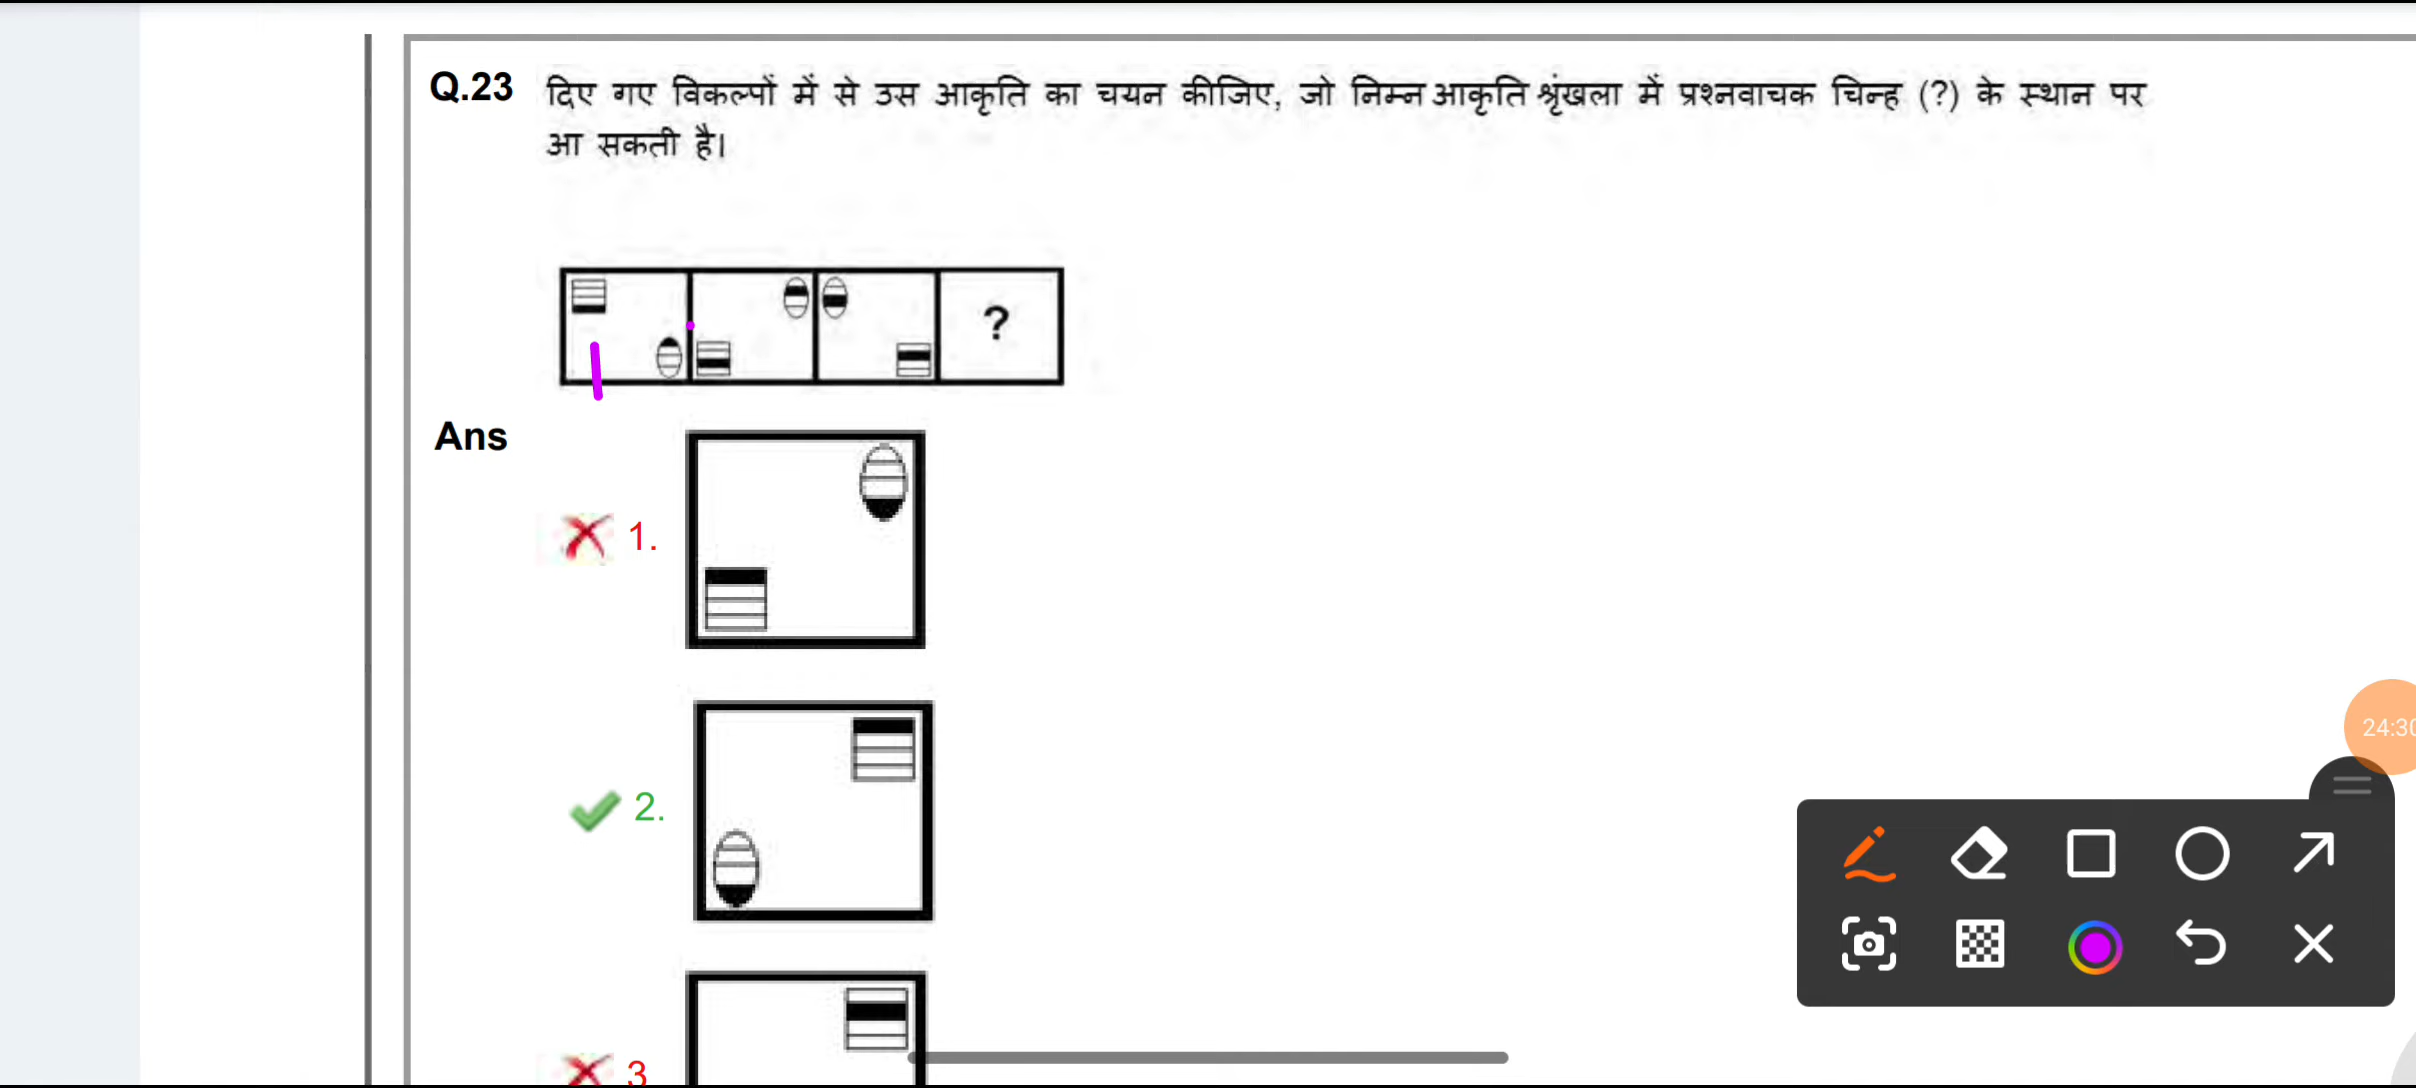 Q.23 दिए गए विकल्पों में से उस आकृति का चयन कीजिए, जो निम्न आकृति श्रृंखला में प्रश्नवाचक चिन्ह (?) के स्थान पर
आ सकती है।
?
Ans
1.
2.
3
24:30